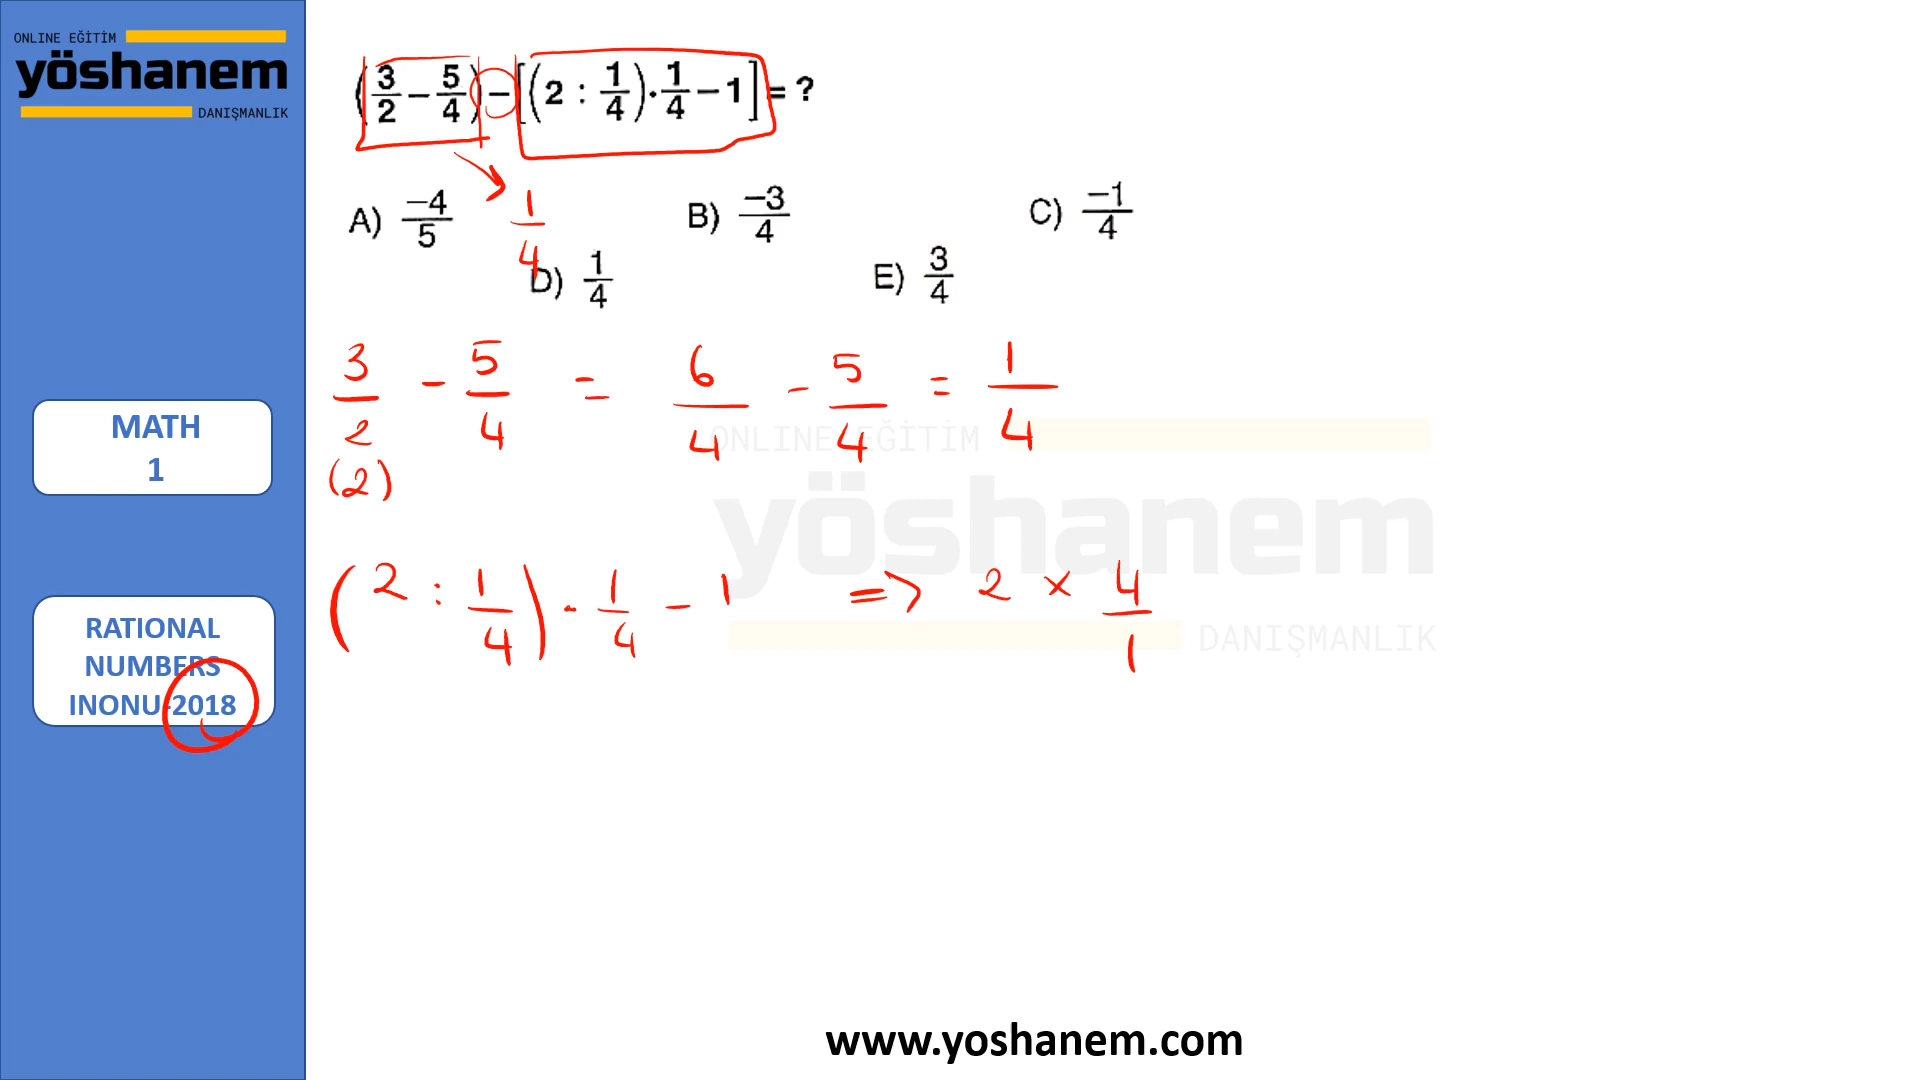 ONLINE EĞİTİM
yöshanem
DANIŞMANLIK
(3/2 − 5/4) − [(2 : 1/4) · 1/4 − 1] = ?
A) −4/5
B) −3/4
C) −1/4
1/4
D) 1/4
E) 3/4
3/2 - 5/4 = 6/4 - 5/4 = 1/4
(2)
(2 : 1/4) · 1/4 - 1 => 2 × 4/1
MATH
1
RATIONAL
NUMBERS
INONU-2018
ONLINE EĞİTİM
yöshanem
DANIŞMANLIK
www.yoshanem.com